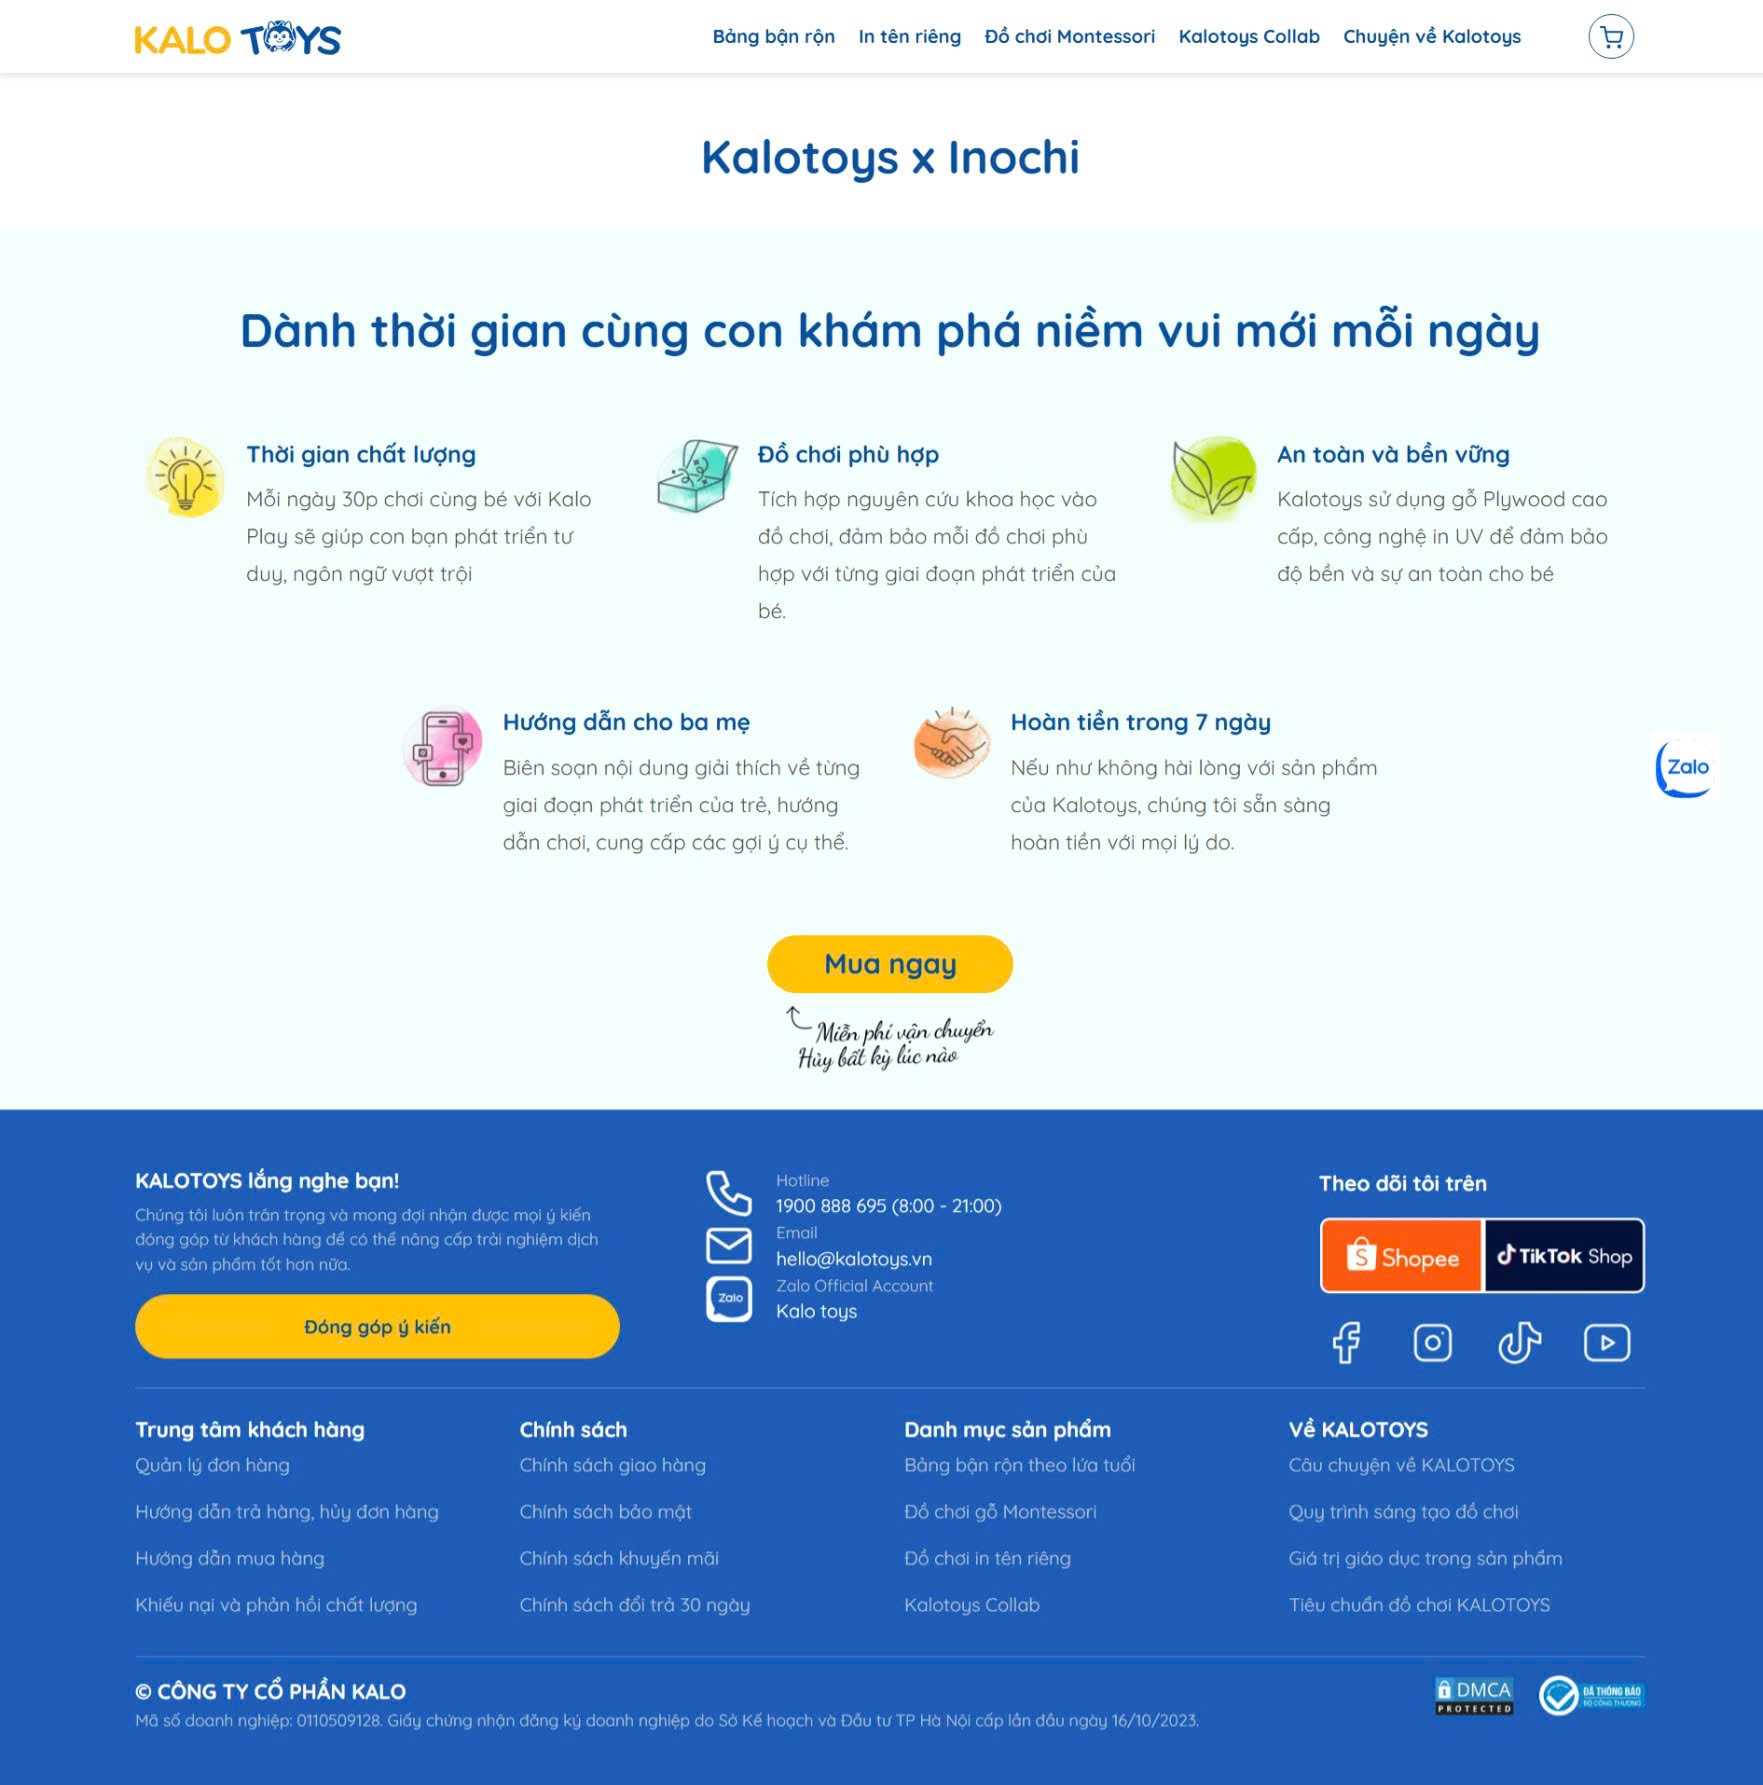 KALO TOYS
Bảng bận rộn
In tên riêng
Đồ chơi Montessori
Kalotoys Collab
Chuyện về Kalotoys
Kalotoys x Inochi
Dành thời gian cùng con khám phá niềm vui mới mỗi ngày
Thời gian chất lượng
Mỗi ngày 30p chơi cùng bé với Kalo
Play sẽ giúp con bạn phát triển tư
duy, ngôn ngữ vượt trội
Đồ chơi phù hợp
Tích hợp nguyên cứu khoa học vào
đồ chơi, đảm bảo mỗi đồ chơi phù
hợp với từng giai đoạn phát triển của
bé.
An toàn và bền vững
Kalotoys sử dụng gỗ Plywood cao
cấp, công nghệ in UV để đảm bảo
độ bền và sự an toàn cho bé
Hướng dẫn cho ba mẹ
Biên soạn nội dung giải thích về từng
giai đoạn phát triển của trẻ, hướng
dẫn chơi, cung cấp các gợi ý cụ thể.
Hoàn tiền trong 7 ngày
Nếu như không hài lòng với sản phẩm
của Kalotoys, chúng tôi sẵn sàng
hoàn tiền với mọi lý do.
Zalo
Mua ngay
Miễn phí vận chuyển
Hủy bất kỳ lúc nào
KALOTOYS lắng nghe bạn!
Chúng tôi luôn trân trọng và mong đợi nhận được mọi ý kiến
đóng góp từ khách hàng để có thể nâng cấp trải nghiệm dịch
vụ và sản phẩm tốt hơn nữa.
Đóng góp ý kiến
Hotline
1900 888 695 (8:00 - 21:00)
Email
hello@kalotoys.vn
Zalo
Zalo Official Account
Kalo toys
Theo dõi tôi trên
Shopee
TikTok Shop
Trung tâm khách hàng
Quản lý đơn hàng
Hướng dẫn trả hàng, hủy đơn hàng
Hướng dẫn mua hàng
Khiếu nại và phản hồi chất lượng
Chính sách
Chính sách giao hàng
Chính sách bảo mật
Chính sách khuyến mãi
Chính sách đổi trả 30 ngày
Danh mục sản phẩm
Bảng bận rộn theo lứa tuổi
Đồ chơi gỗ Montessori
Đồ chơi in tên riêng
Kalotoys Collab
Về KALOTOYS
Câu chuyện về KALOTOYS
Quy trình sáng tạo đồ chơi
Giá trị giáo dục trong sản phẩm
Tiêu chuẩn đồ chơi KALOTOYS
© CÔNG TY CỔ PHẦN KALO
Mã số doanh nghiệp: 0110509128. Giấy chứng nhận đăng ký doanh nghiệp do Sở Kế hoạch và Đầu tư TP Hà Nội cấp lần đầu ngày 16/10/2023.
DMCA
PROTECTED
ĐÃ THÔNG BÁO
BỘ CÔNG THƯƠNG